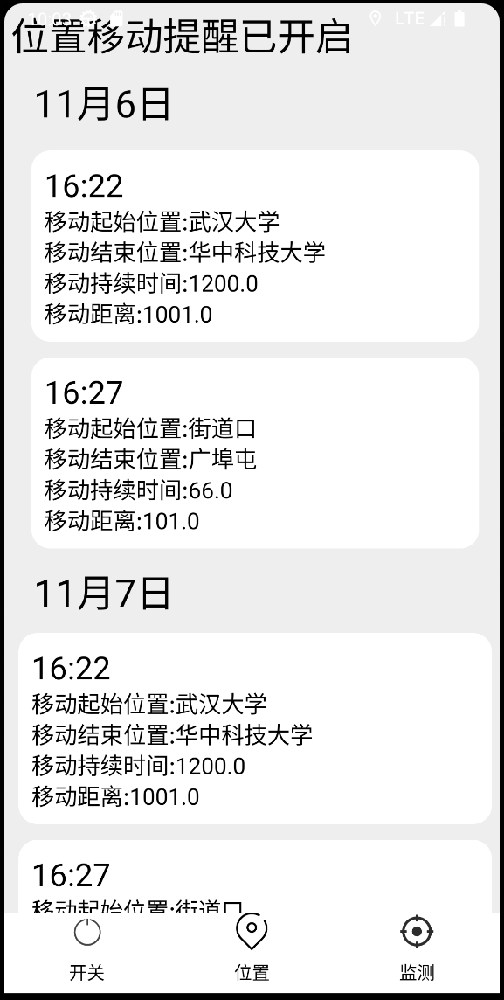 10:03 LTE
位置移动提醒已开启
11月6日
16:22
移动起始位置:武汉大学
移动结束位置:华中科技大学
移动持续时间:1200.0
移动距离:1001.0
16:27
移动起始位置:街道口
移动结束位置:广埠屯
移动持续时间:66.0
移动距离:101.0
11月7日
16:22
移动起始位置:武汉大学
移动结束位置:华中科技大学
移动持续时间:1200.0
移动距离:1001.0
16:27
移动起始位置:街道口
开关 位置 监测